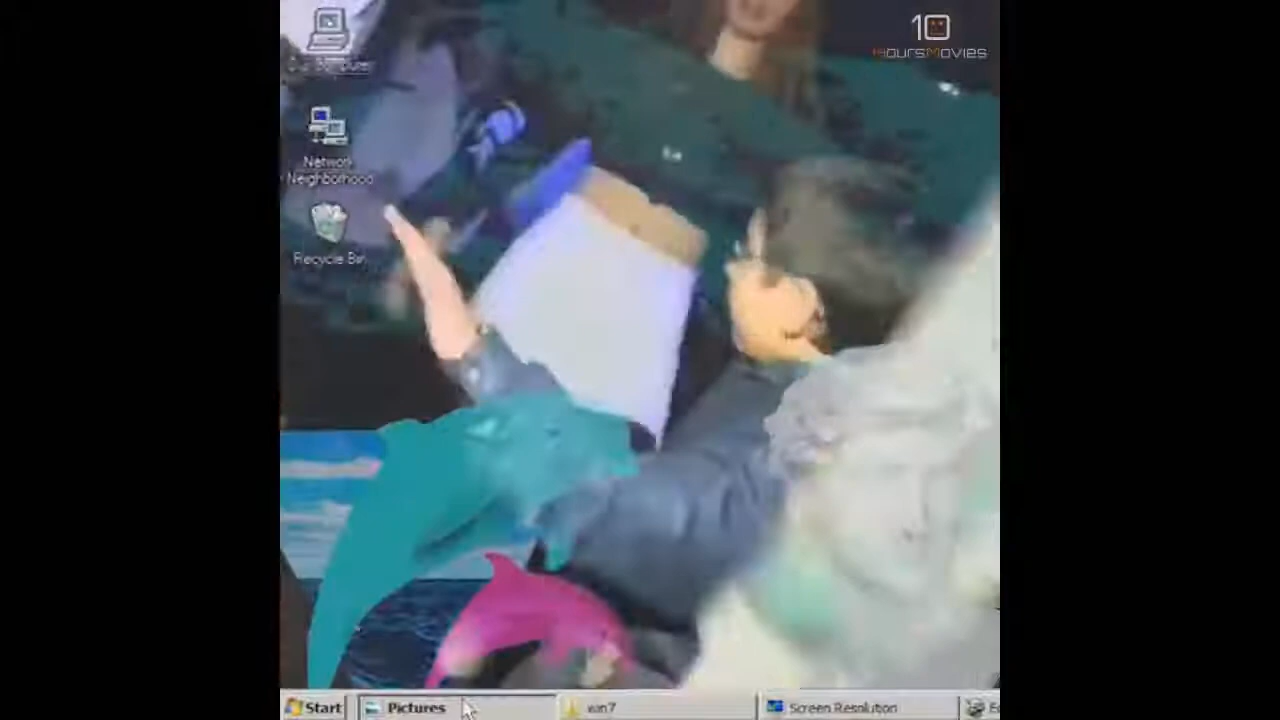 10
HoursMovies
Network
Neighborhood
Recycle Bin
Start
Pictures
win7
Screen Resolution